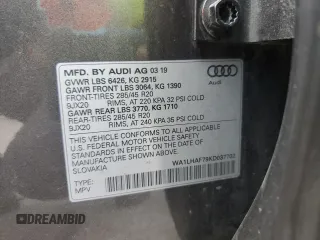 MFD. BY AUDI AG 03 19
GVWR LBS 6426, KG 2915
GAWR FRONT LBS 3064, KG 1390
FRONT-TIRES 285/45 R20
9JX20 RIMS, AT 220 KPA 32 PSI COLD
GAWR REAR LBS 3770, KG 1710
REAR-TIRES 285/45 R20
9JX20 RIMS, AT 240 KPA 35 PSI COLD
THIS VEHICLE CONFORMS TO ALL APPLICABLE
U.S. FEDERAL MOTOR VEHICLE SAFETY
STANDARDS IN EFFECT ON THE DATE OF
MANUFACTURE SHOWN ABOVE.
SLOVAKIA
TYPE:
MPV
DREAMBID